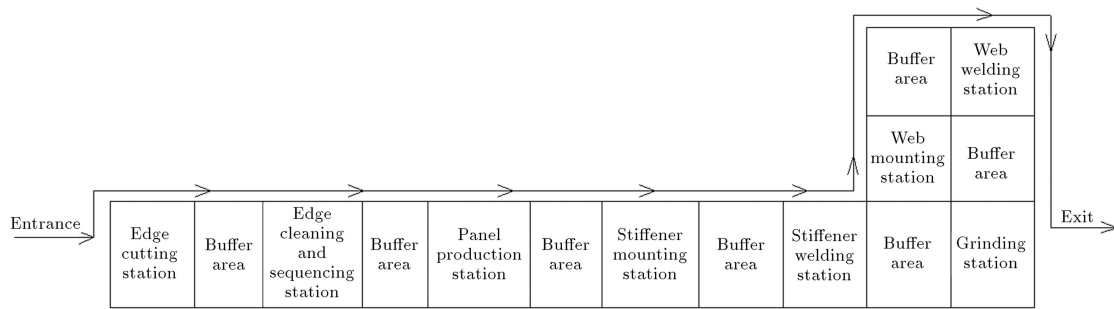 Entrance
Edge
cutting
station
Buffer
area
Edge
cleaning
and
sequencing
station
Buffer
area
Panel
production
station
Buffer
area
Stiffener
mounting
station
Buffer
area
Stiffener
welding
station
Buffer
area
Web
mounting
station
Buffer
area
Web
welding
station
Buffer
area
Grinding
station
Exit